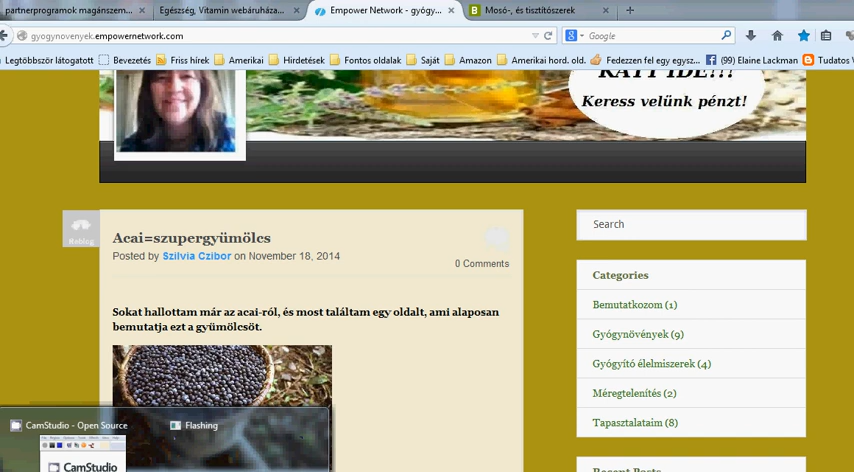 partnerprogramok magánszem...
Egészség, Vitamin webáruháza...
Empower Network - gyógy...
Mosó-, és tisztítószerek
gyogynovenyek.empowernetwork.com
Google
Legtöbbször látogatott
Bevezetés
Friss hírek
Amerikai
Hirdetések
Fontos oldalak
Saját
Amazon
Amerikai hord. old.
Fedezzen fel egy egysz...
(99) Elaine Lackman
Tudatos V
KATT IDE!!!
Keress velünk pénzt!
Reblog
Acai=szupergyümölcs
Posted by Szilvia Czibor on November 18, 2014
0 Comments
Sokat hallottam már az acai-ról, és most találtam egy oldalt, ami alaposan
bemutatja ezt a gyümölcsöt.
Search
Categories
Bemutatkozom (1)
Gyógynövények (9)
Gyógyító élelmiszerek (4)
Méregtelenítés (2)
Tapasztalataim (8)
Recent Posts
CamStudio - Open Source
Flashing
CamStudio